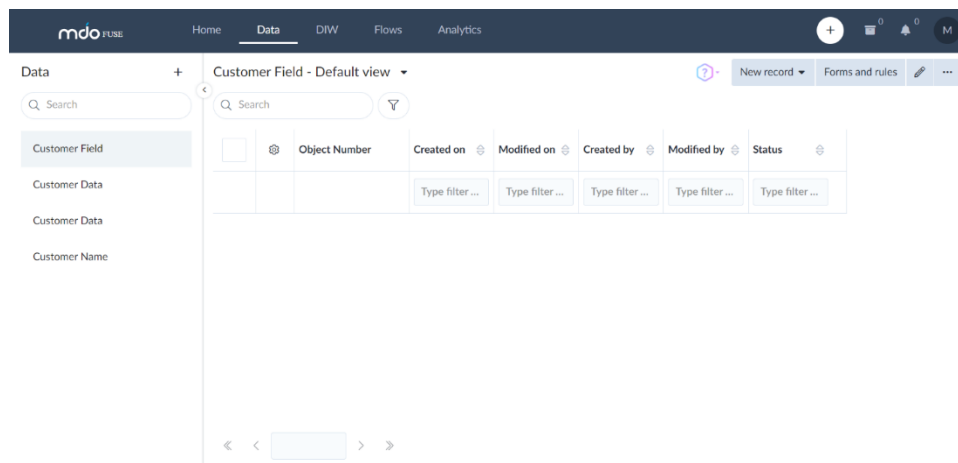 mdo FUSE Home Data DIW Flows Analytics + 0 0 M
Data + Customer Field - Default view ? New record Forms and rules ...
Search Search
Customer Field Object Number Created on Modified on Created by Modified by Status
Customer Data Type filter ... Type filter ... Type filter ... Type filter ... Type filter ...
Customer Data
Customer Name